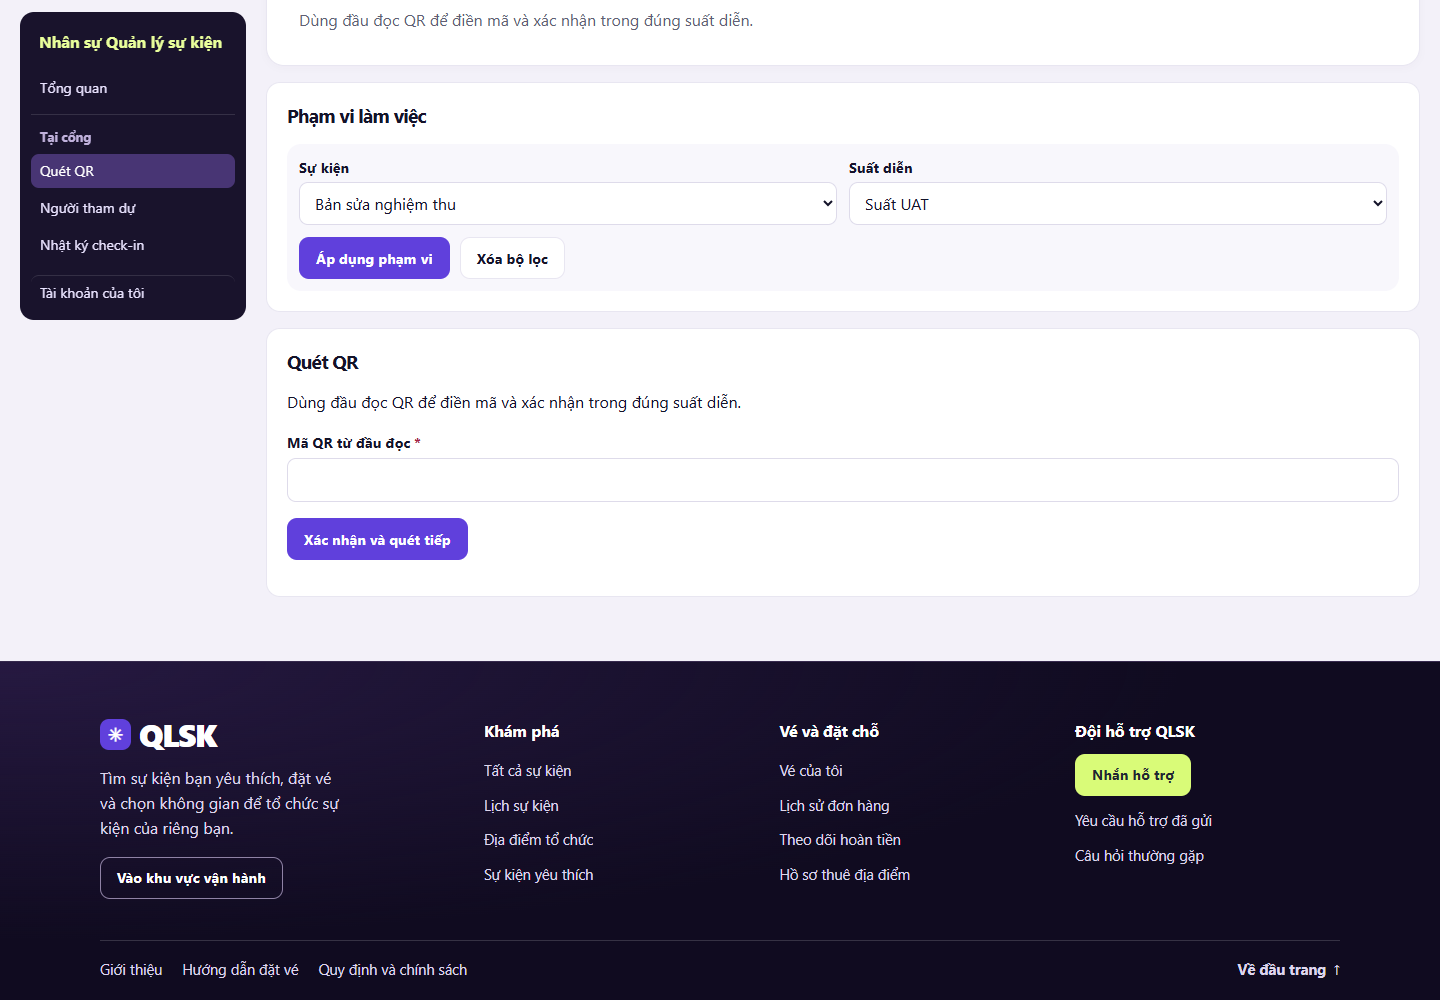 Nhân sự Quản lý sự kiện
Tổng quan
Tại cổng
Quét QR
Người tham dự
Nhật ký check-in
Tài khoản của tôi
Dùng đầu đọc QR để điền mã và xác nhận trong đúng suất diễn.
Phạm vi làm việc
Sự kiện
Suất diễn
Bản sửa nghiệm thu
Suất UAT
Áp dụng phạm vi
Xóa bộ lọc
Quét QR
Dùng đầu đọc QR để điền mã và xác nhận trong đúng suất diễn.
Mã QR từ đầu đọc *
Xác nhận và quét tiếp
QLSK
Tìm sự kiện bạn yêu thích, đặt vé
và chọn không gian để tổ chức sự
kiện của riêng bạn.
Vào khu vực vận hành
Khám phá
Tất cả sự kiện
Lịch sự kiện
Địa điểm tổ chức
Sự kiện yêu thích
Vé và đặt chỗ
Vé của tôi
Lịch sử đơn hàng
Theo dõi hoàn tiền
Hồ sơ thuê địa điểm
Đội hỗ trợ QLSK
Nhắn hỗ trợ
Yêu cầu hỗ trợ đã gửi
Câu hỏi thường gặp
Giới thiệu
Hướng dẫn đặt vé
Quy định và chính sách
Về đầu trang ↑